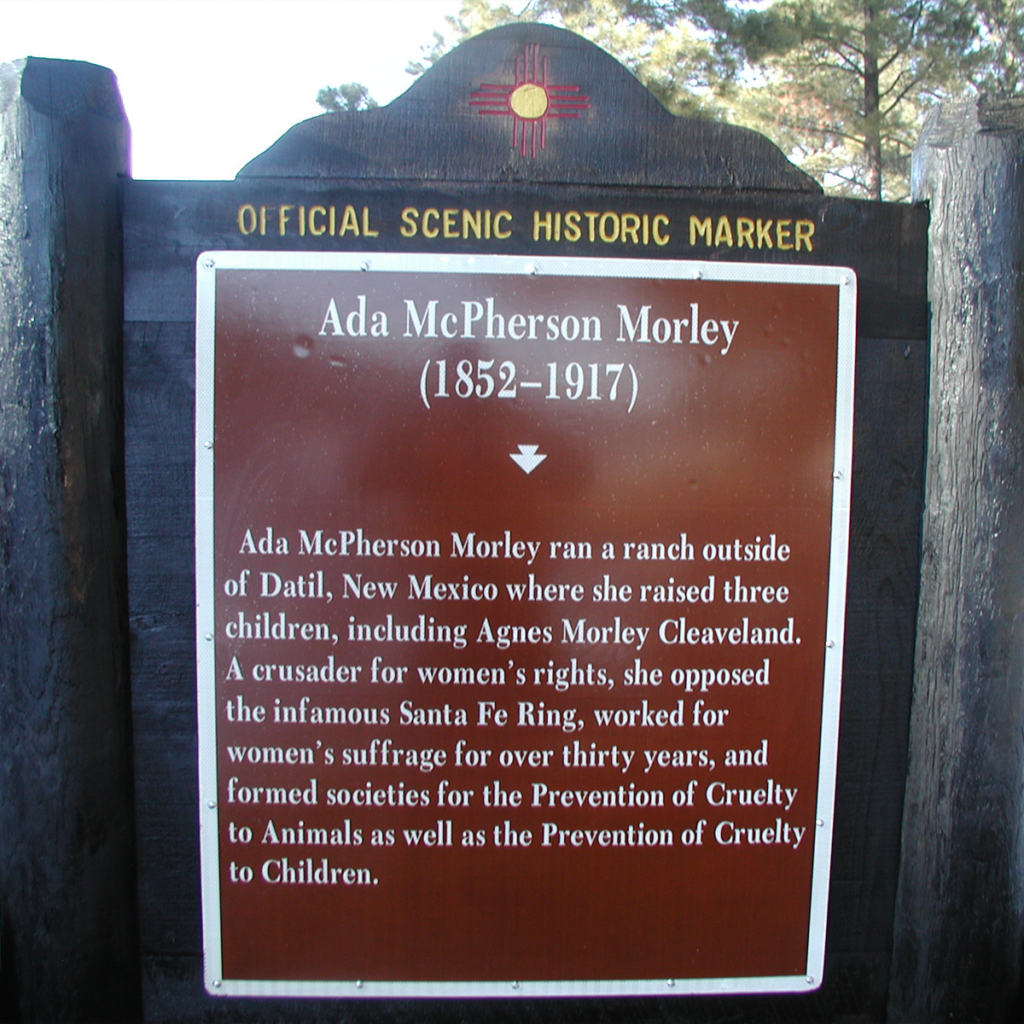 OFFICIAL SCENIC HISTORIC MARKER
Ada McPherson Morley
(1852–1917)
Ada McPherson Morley ran a ranch outside
of Datil, New Mexico where she raised three
children, including Agnes Morley Cleaveland.
A crusader for women's rights, she opposed
the infamous Santa Fe Ring, worked for
women's suffrage for over thirty years, and
formed societies for the Prevention of Cruelty
to Animals as well as the Prevention of Cruelty
to Children.